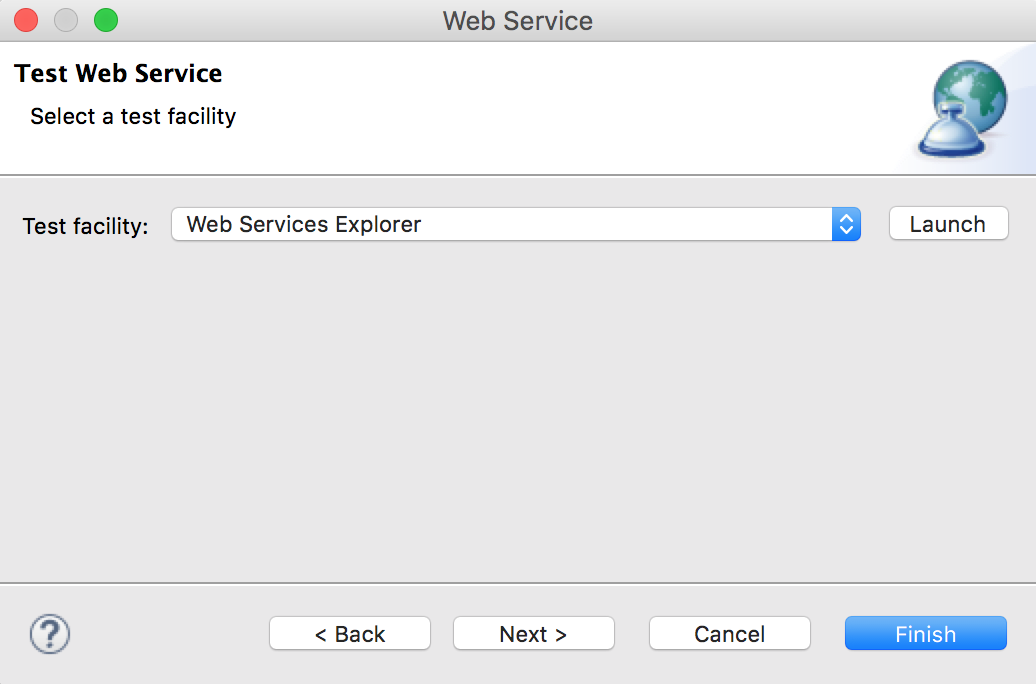 Web Service
Test Web Service
Select a test facility
Test facility: Web Services Explorer Launch
? < Back Next > Cancel Finish